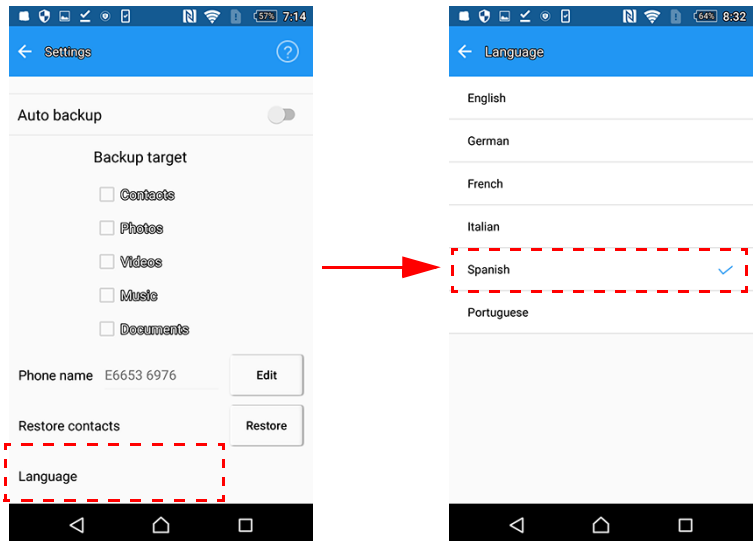 57% 7:14
Settings
?
Auto backup
Backup target
Contacts
Photos
Videos
Music
Documents
Phone name E6653 6976 Edit
Restore contacts Restore
Language
64% 8:32
Language
English
German
French
Italian
Spanish
Portuguese